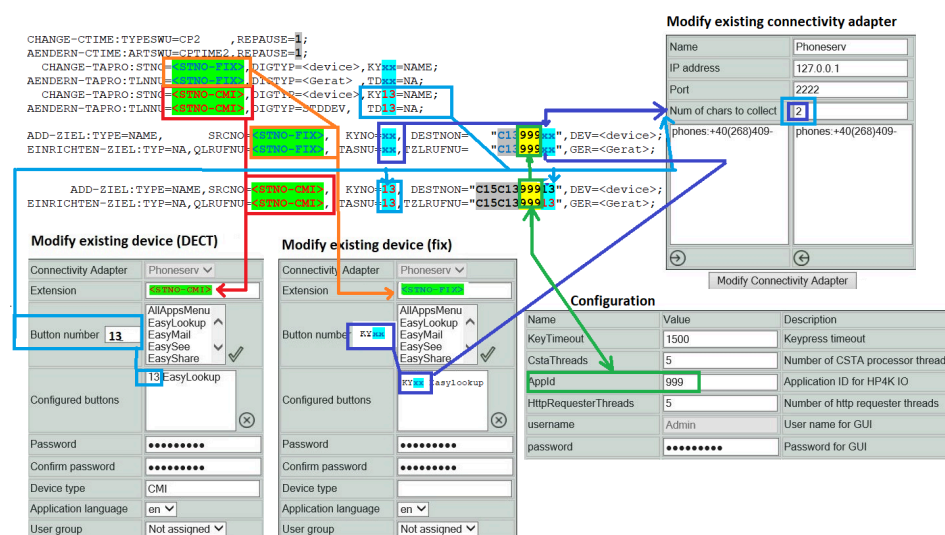 Modify existing connectivity adapter
CHANGE-CTIME:TYPESWU=CP2 ,REPAUSE=1;
AENDERN-CTIME:ARTSWU=CPTIME2,REPAUSE=1;
CHANGE-TAPRO:STNO=<STNO-FIX>,DIGTYP=<device>,KYxx=NAME;
AENDERN-TAPRO:TLNNU=<STNO-FIX>,DIGTYP=<Gerat> ,TDxx=NA;
CHANGE-TAPRO:STNO=<STNO-CMI>,DIGTYP=<device>,KY13=NAME;
AENDERN-TAPRO:TLNNU=<STNO-CMI>,DIGTYP=STDDEV, TD13=NA;
ADD-ZIEL:TYPE=NAME, SRCNO=<STNO-FIX>, KYNO=xx, DESTNON= "C13999xx",DEV=<device>;
EINRICHTEN-ZIEL:TYP=NA,QLRUFNU=<STNO-FIX>, TASNU=xx,TZLRUFNU= "C13999xx",GER=<Gerat>;
ADD-ZIEL:TYPE=NAME,SRCNO=<STNO-CMI>, KYNO=13, DESTNON="C15C1399913",DEV=<device>;
EINRICHTEN-ZIEL:TYP=NA,QLRUFNU=<STNO-CMI>, TASNU=13,TZLRUFNU="C15C1399913",GER=<Gerat>;
Name Phoneserv
IP address 127.0.0.1
Port 2222
Num of chars to collect 2
phones:+40(268)409- phones:+40(268)409-
Modify Connectivity Adapter
Modify existing device (DECT)
Connectivity Adapter Phoneserv
Extension <STNO-CMI>
Button number 13
AllAppsMenu
EasyLookup
EasyMail
EasySee
EasyShare
Configured buttons
13 EasyLookup
Password •••••••••
Confirm password •••••••••
Device type CMI
Application language en
User group Not assigned
Modify existing device (fix)
Connectivity Adapter Phoneserv
Extension <STNO-FIX>
Button number KYxx
AllAppsMenu
EasyLookup
EasyMail
EasySee
EasyShare
Configured buttons
KYxx EasyLookup
Password •••••••••
Confirm password •••••••••
Device type
Application language en
User group Not assigned
Configuration
Name Value Description
KeyTimeout 1500 Keypress timeout
CstaThreads 5 Number of CSTA processor thread
AppId 999 Application ID for HP4K IO
HttpRequesterThreads 5 Number of http requester threads
username Admin User name for GUI
password ••••••••• Password for GUI